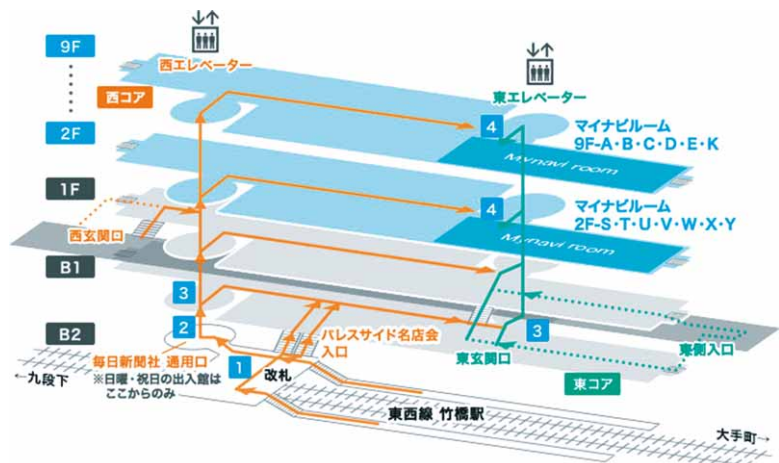 9F
西エレベーター
西コア
東エレベーター
4
マイナビルーム
9F-A・B・C・D・E・K
Mynavi room
2F
1F
4
マイナビルーム
2F-S・T・U・V・W・X・Y
Mynavi room
西玄関口
B1
3
2
B2
パレスサイド名店会
入口
3
東玄関口
東側入口
毎日新聞社 通用口
※日曜・祝日の出入館は
ここからのみ
1
改札
東コア
←九段下
東西線 竹橋駅
大手町→